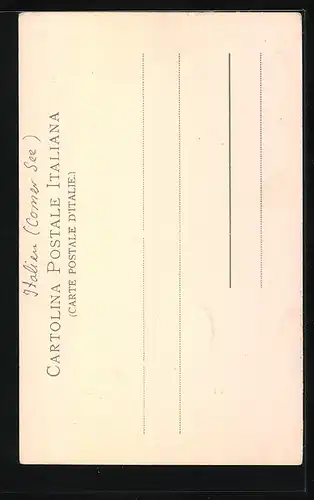 Italien (Comer See)
CARTOLINA POSTALE ITALIANA
(CARTE POSTALE D'ITALIE.)